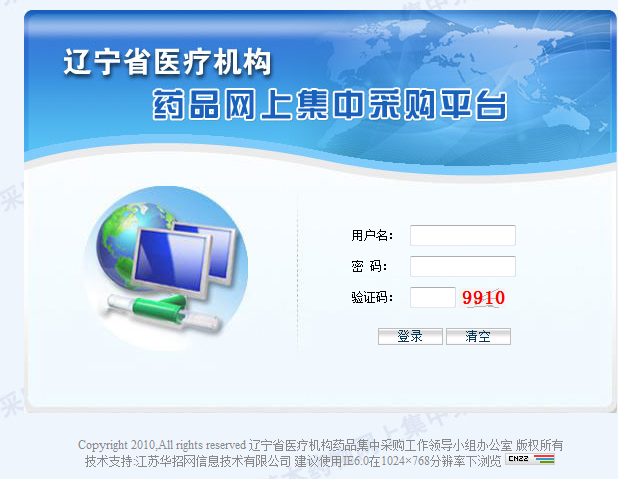 辽宁省医疗机构
药品网上集中采购平台
用户名：
密 码：
验证码： 9910
登录 清空
Copyright 2010,All rights reserved 辽宁省医疗机构药品集中采购工作领导小组办公室 版权所有
技术支持:江苏华招网信息技术有限公司 建议使用IE6.0在1024×768分辨率下浏览 CNZZ